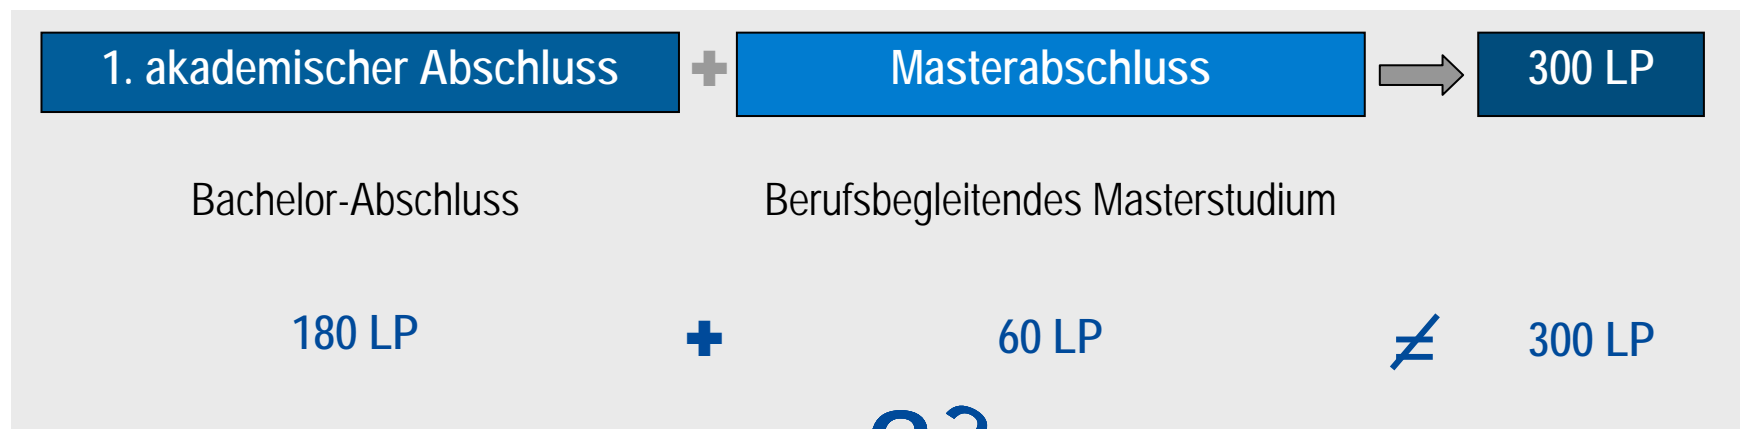 1. akademischer Abschluss + Masterabschluss 300 LP
Bachelor-Abschluss Berufsbegleitendes Masterstudium
180 LP + 60 LP ≠ 300 LP